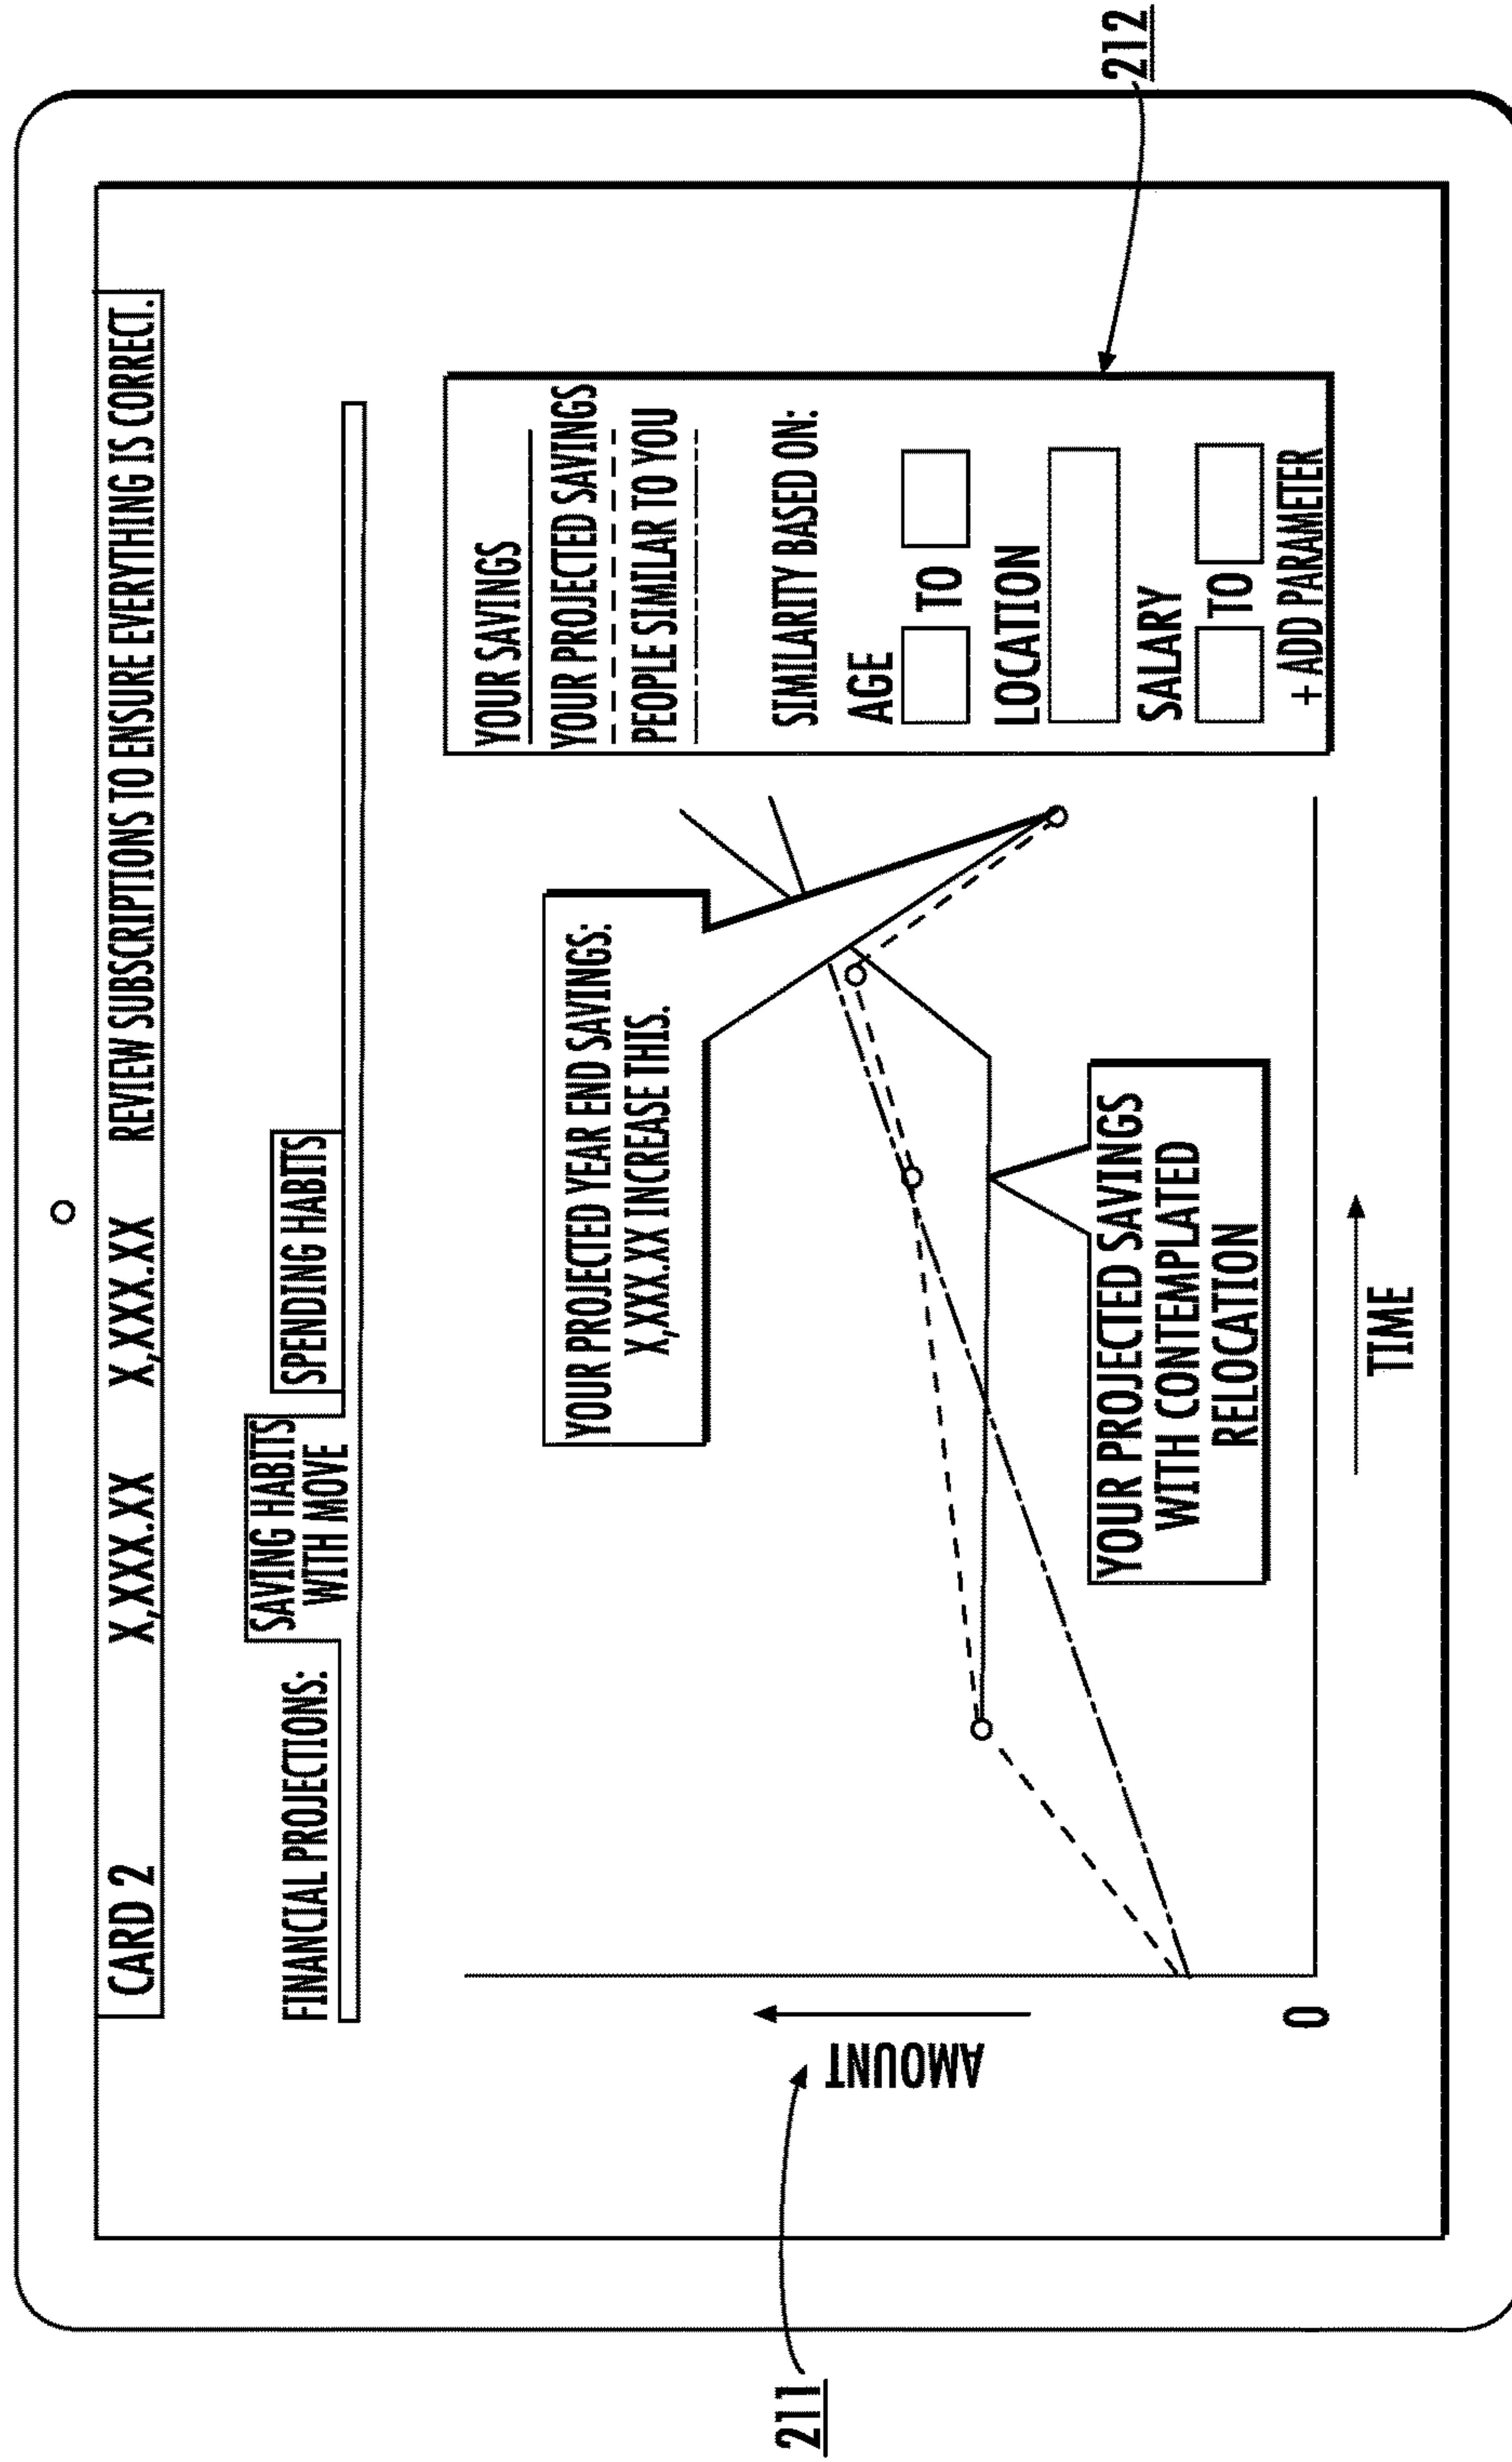 CARD 2 X,XXX.XX X,XXX.XX REVIEW SUBSCRIPTIONS TO ENSURE EVERYTHING IS CORRECT.
FINANCIAL PROJECTIONS:
SAVING HABITS
WITH MOVE
SPENDING HABITS
AMOUNT
0
TIME
YOUR PROJECTED YEAR END SAVINGS:
X,XXX.XX INCREASE THIS.
YOUR PROJECTED SAVINGS
WITH CONTEMPLATED
RELOCATION
YOUR SAVINGS
YOUR PROJECTED SAVINGS
PEOPLE SIMILAR TO YOU
SIMILARITY BASED ON:
AGE
TO
LOCATION
SALARY
TO
+ ADD PARAMETER
211
212